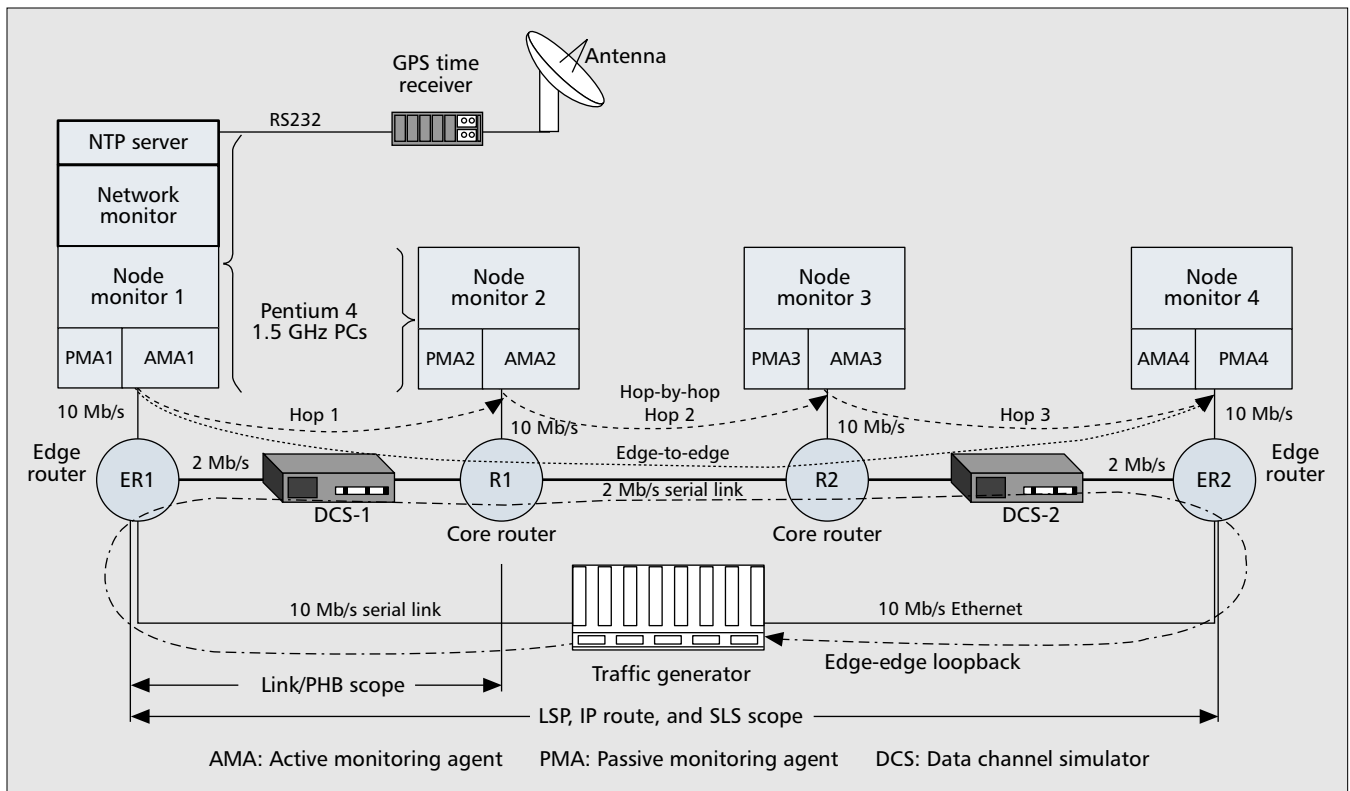 Antenna
GPS time
receiver
RS232
NTP server
Network
monitor
Node
monitor 1
PMA1
AMA1
Pentium 4
1.5 GHz PCs
Node
monitor 2
PMA2
AMA2
Node
monitor 3
PMA3
AMA3
Node
monitor 4
AMA4
PMA4
10 Mb/s
Hop 1
Hop-by-hop
Hop 2
10 Mb/s
10 Mb/s
Hop 3
10 Mb/s
Edge
router
ER1
2 Mb/s
DCS-1
R1
Core router
Edge-to-edge
2 Mb/s serial link
R2
Core router
DCS-2
2 Mb/s
ER2
Edge
router
10 Mb/s serial link
10 Mb/s Ethernet
Traffic generator
Edge-edge loopback
Link/PHB scope
LSP, IP route, and SLS scope
AMA: Active monitoring agent PMA: Passive monitoring agent DCS: Data channel simulator